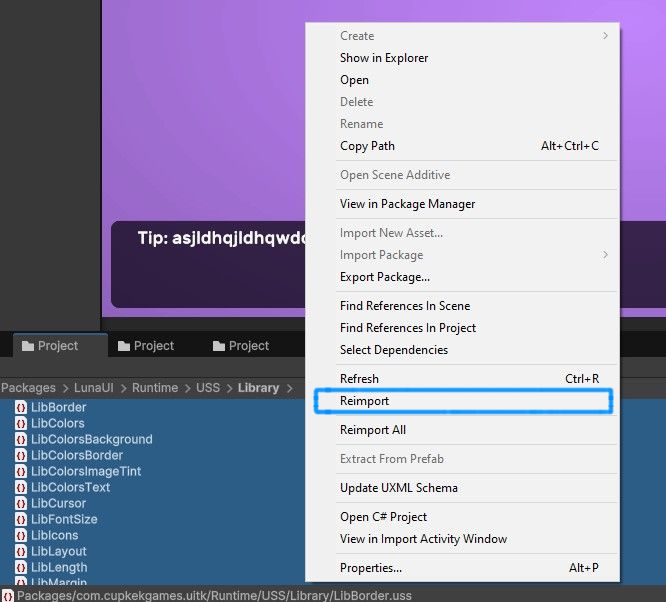 Create
Show in Explorer
Open
Delete
Rename
Copy Path Alt+Ctrl+C
Open Scene Additive
View in Package Manager
Import New Asset...
Import Package
Export Package...
Find References In Scene
Find References In Project
Select Dependencies
Refresh Ctrl+R
Reimport
Reimport All
Extract From Prefab
Update UXML Schema
Open C# Project
View in Import Activity Window
Properties... Alt+P
Tip: asjldhqjldhqwdc
Project Project Project
Packages > LunaUI > Runtime > USS > Library >
LibBorder
LibColors
LibColorsBackground
LibColorsBorder
LibColorsImageTint
LibColorsText
LibCursor
LibFontSize
LibIcons
LibLayout
LibLength
LibMargin
Packages/com.cupkekgames.uitk/Runtime/USS/Library/LibBorder.uss